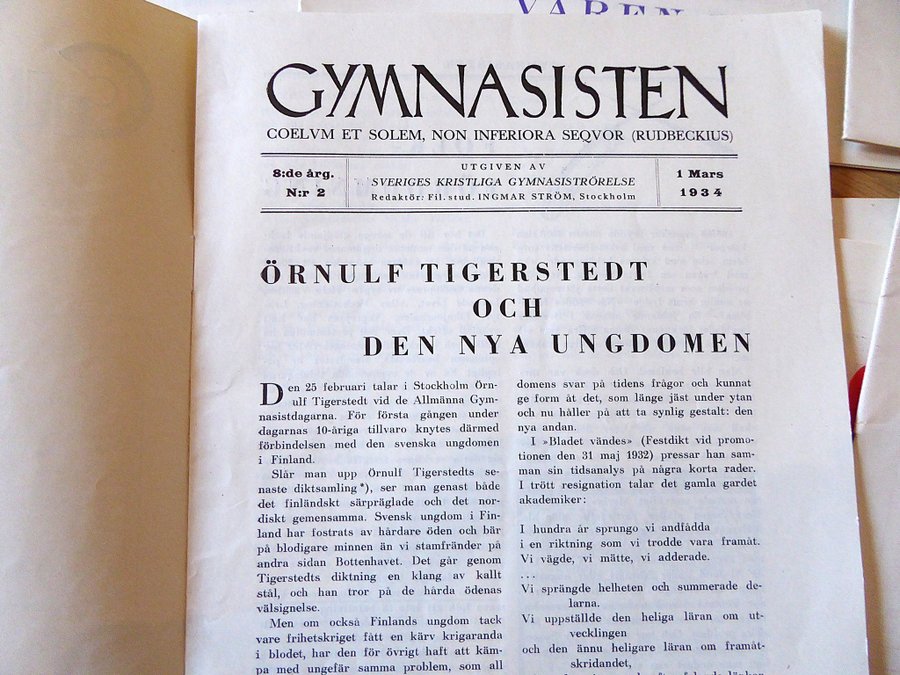 VÅREN
GYMNASISTEN
COELVM ET SOLEM, NON INFERIORA SEQVOR (RUDBECKIUS)
8:de årg.
N:r 2
UTGIVEN AV
SVERIGES KRISTLIGA GYMNASISTRÖRELSE
Redaktör: Fil. stud. INGMAR STRÖM, Stockholm
1 Mars
1934
ÖRNULF TIGERSTEDT
OCH
DEN NYA UNGDOMEN
Den 25 februari talar i Stockholm Örn-
ulf Tigerstedt vid de Allmänna Gym-
nasistdagarna. För första gången under
dagarnas 10-åriga tillvaro knytes därmed
förbindelsen med den svenska ungdomen
i Finland.
Slår man upp Örnulf Tigerstedts se-
naste diktsamling*), ser man genast både
det finländskt särpräglade och det nor-
diskt gemensamma. Svensk ungdom i Fin-
land har fostrats av hårdare öden och bär
på blodigare minnen än vi stamfränder på
andra sidan Bottenhavet. Det går genom
Tigerstedts diktning en klang av kallt
stål, och han tror på de hårda ödenas
välsignelse.
Men om också Finlands ungdom tack
vare frihetskriget fått en kärv krigaranda
i blodet, har den för övrigt haft att käm-
pa med ungefär samma problem, som all
domens svar på tidens frågor och kunnat
ge form åt det, som länge jäst under ytan
och nu håller på att ta synlig gestalt: den
nya andan.
I »Bladet vändes» (Festdikt vid promo-
tionen den 31 maj 1932) pressar han sam-
man sin tidsanalys på några korta rader.
I trött resignation talar det gamla gardet
akademiker:
I hundra år sprungo vi andfådda
i en riktning som vi trodde vara framåt.
Vi vägde, vi mätte, vi adderade.
...
Vi sprängde helheten och summerade de-
larna.
Vi uppställde den heliga läran om ut-
vecklingen
och den ännu heligare läran om framåt-
skridandet,